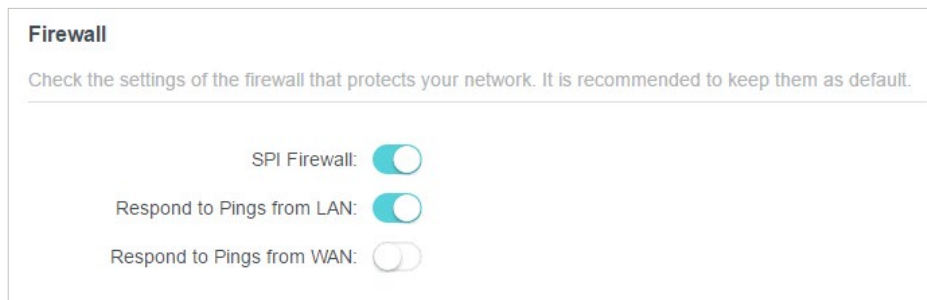 Firewall
Check the settings of the firewall that protects your network. It is recommended to keep them as default.
SPI Firewall:
Respond to Pings from LAN:
Respond to Pings from WAN: